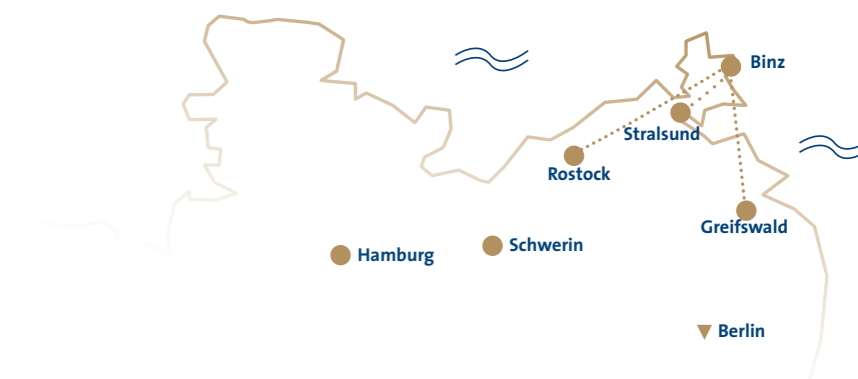 Binz
Stralsund
Rostock
Greifswald
Schwerin
Hamburg
Berlin